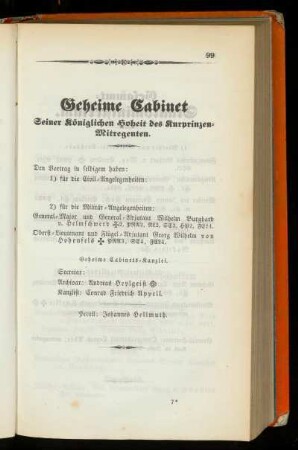 99
Geheime Cabinet
Seiner Königlichen Hoheit des Kurprinzen-
Mitregenten.
Den Vortrag in selbigem haben:
1) für die Civil-Angelegenheiten:
2) für die Militär-Angelegenheiten:
General-Major und General-Adjutant Wilhelm Burghard
v. Helmschwerd
Oberst-Lieutenant und Flügel-Adjutant Georg Wilhelm von
Hohenfels
Geheime Cabinets-Kanzlei.
Secretar:
Archivar: Andreas Heylgeist
Kanzlist: Conrad Friedrich Appell.
Pedell: Johannes Hellmuth.
7*